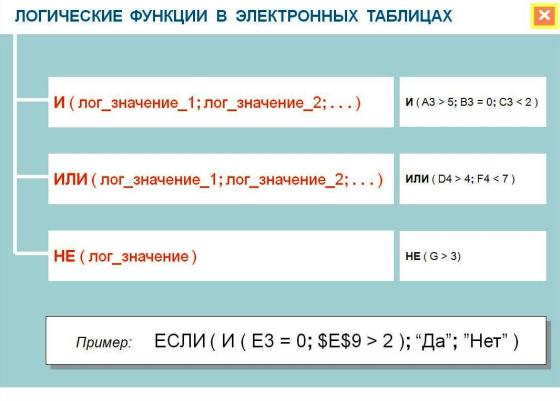 ЛОГИЧЕСКИЕ ФУНКЦИИ В ЭЛЕКТРОННЫХ ТАБЛИЦАХ
И ( лог_значение_1; лог_значение_2; . . . )
И ( A3 > 5; B3 = 0; C3 < 2 )
ИЛИ ( лог_значение_1; лог_значение_2; . . . )
ИЛИ ( D4 > 4; F4 < 7 )
НЕ ( лог_значение )
НЕ ( G > 3)
Пример: ЕСЛИ ( И ( E3 = 0; $E$9 > 2 ); “Да”; ”Нет” )